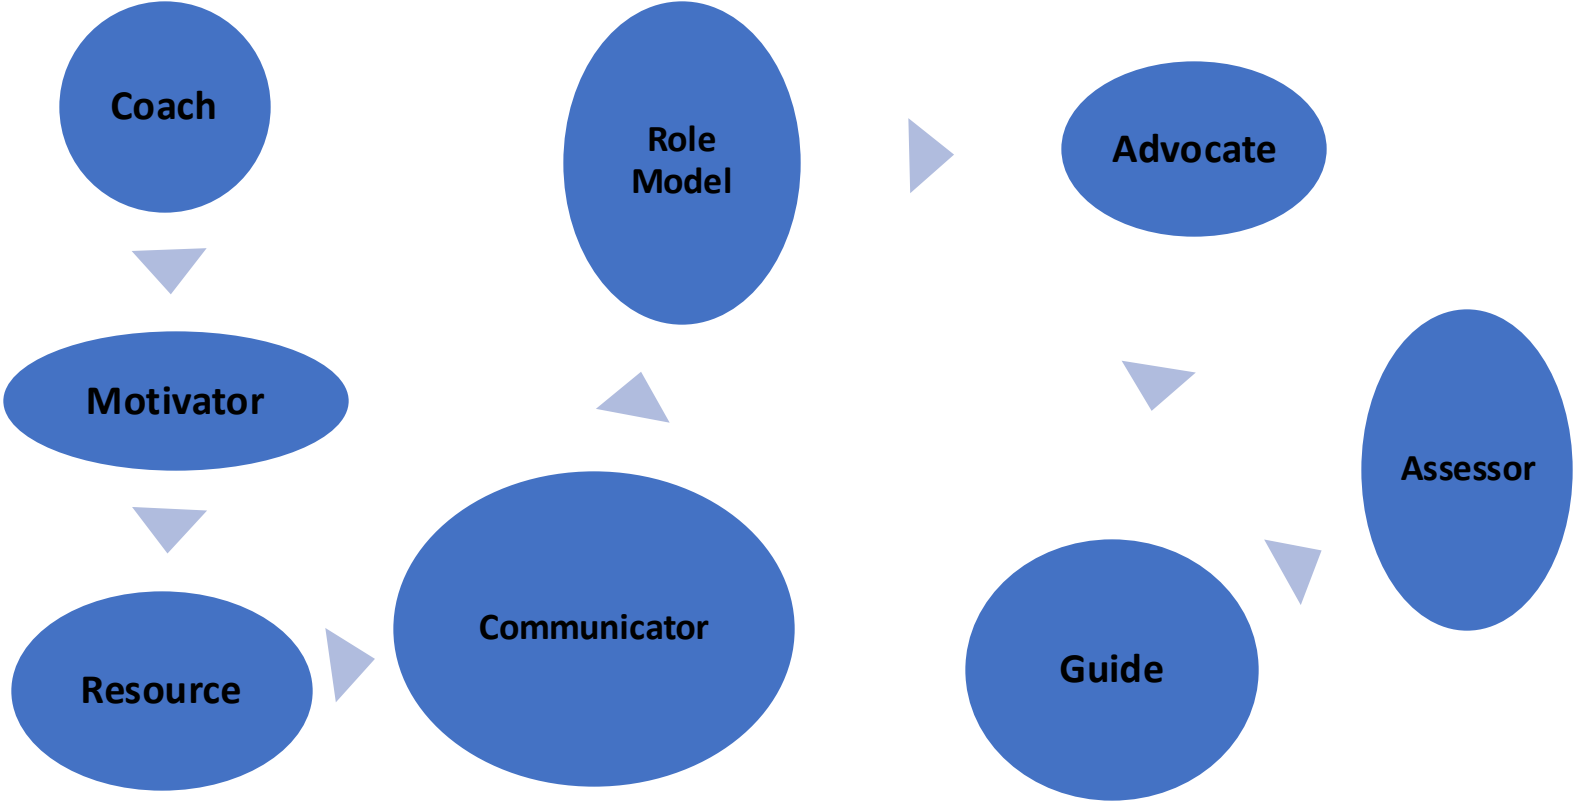 Coach
Motivator
Resource
Communicator
Role
Model
Advocate
Guide
Assessor